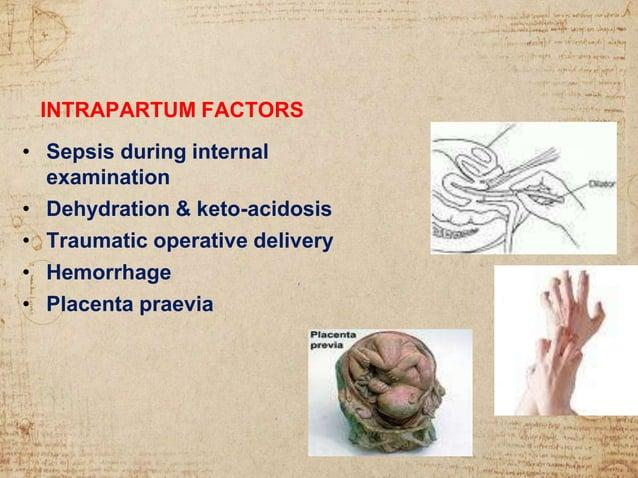 INTRAPARTUM FACTORS
• Sepsis during internal
examination
• Dehydration & keto-acidosis
• Traumatic operative delivery
• Hemorrhage
• Placenta praevia
Dilator
Placenta
previa